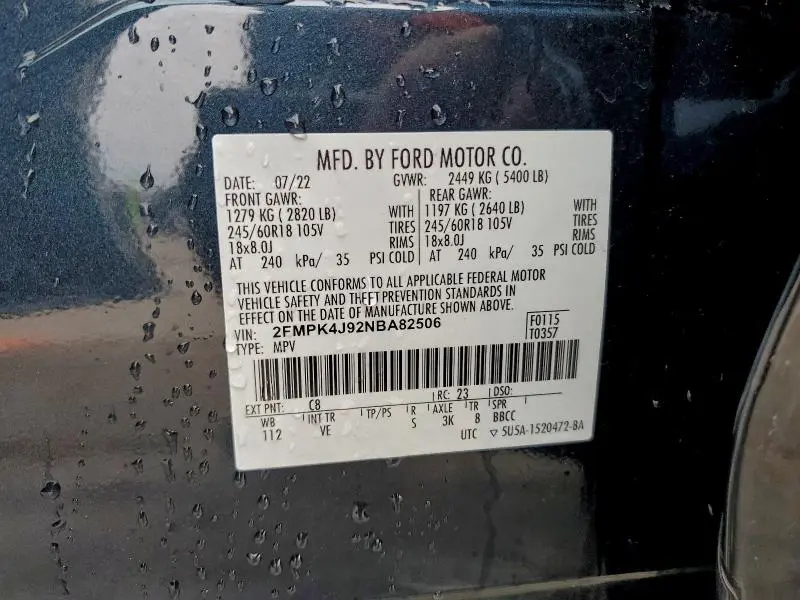 MFD. BY FORD MOTOR CO.
DATE: 07/22 GVWR: 2449 KG ( 5400 LB)
FRONT GAWR: REAR GAWR:
1279 KG ( 2820 LB) WITH 1197 KG ( 2640 LB) WITH
245/60R18 105V TIRES 245/60R18 105V TIRES
18x8.0J RIMS 18x8.0J RIMS
AT 240 kPa/ 35 PSI COLD AT 240 kPa/ 35 PSI COLD
THIS VEHICLE CONFORMS TO ALL APPLICABLE FEDERAL MOTOR
VEHICLE SAFETY AND THEFT PREVENTION STANDARDS IN
EFFECT ON THE DATE OF MANUFACTURE SHOWN ABOVE.
VIN: 2FMPK4J92NBA82506 F0115
TYPE: MPV T0357
EXT PNT: C8 RC: 23 DSO:
WB INT TR TP/PS R AXLE TR SPR
112 VE S 3K 8 BBCC
UTC ▽ 5U5A-1520472-BA